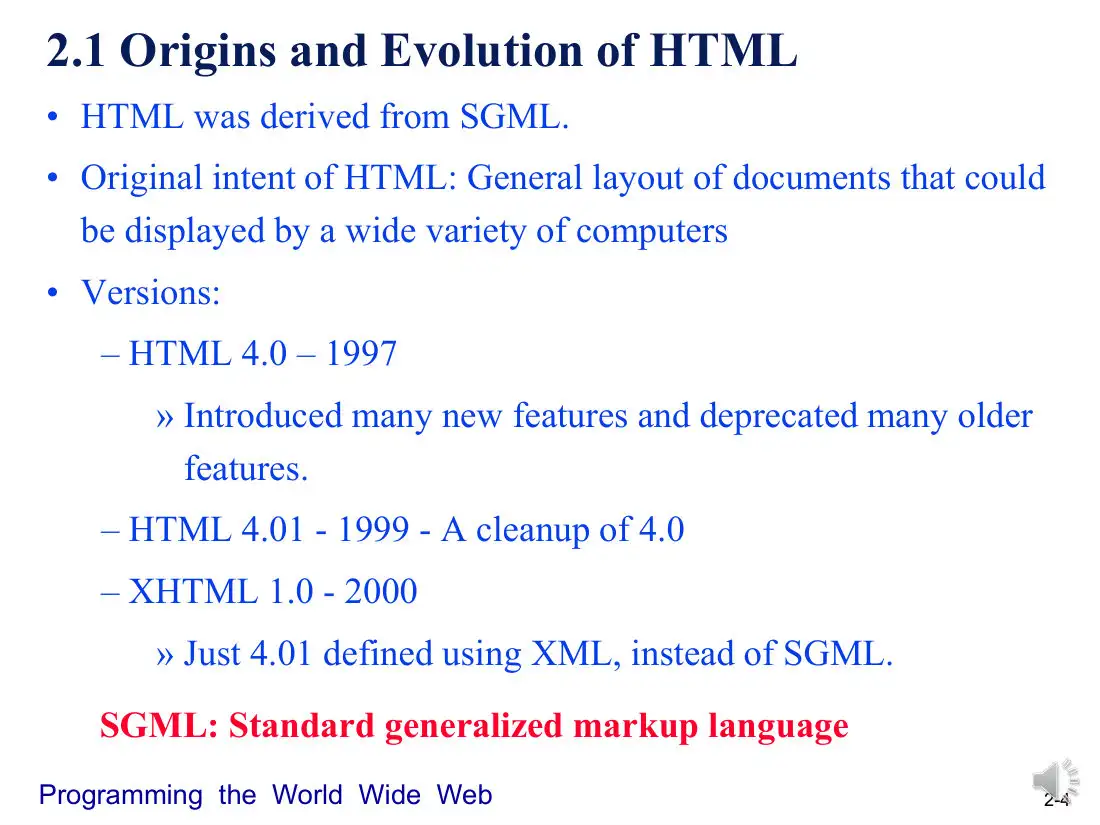 2.1 Origins and Evolution of HTML
• HTML was derived from SGML.
• Original intent of HTML: General layout of documents that could
be displayed by a wide variety of computers
• Versions:
– HTML 4.0 – 1997
» Introduced many new features and deprecated many older
features.
– HTML 4.01 - 1999 - A cleanup of 4.0
– XHTML 1.0 - 2000
» Just 4.01 defined using XML, instead of SGML.
SGML: Standard generalized markup language
Programming the World Wide Web
2-4